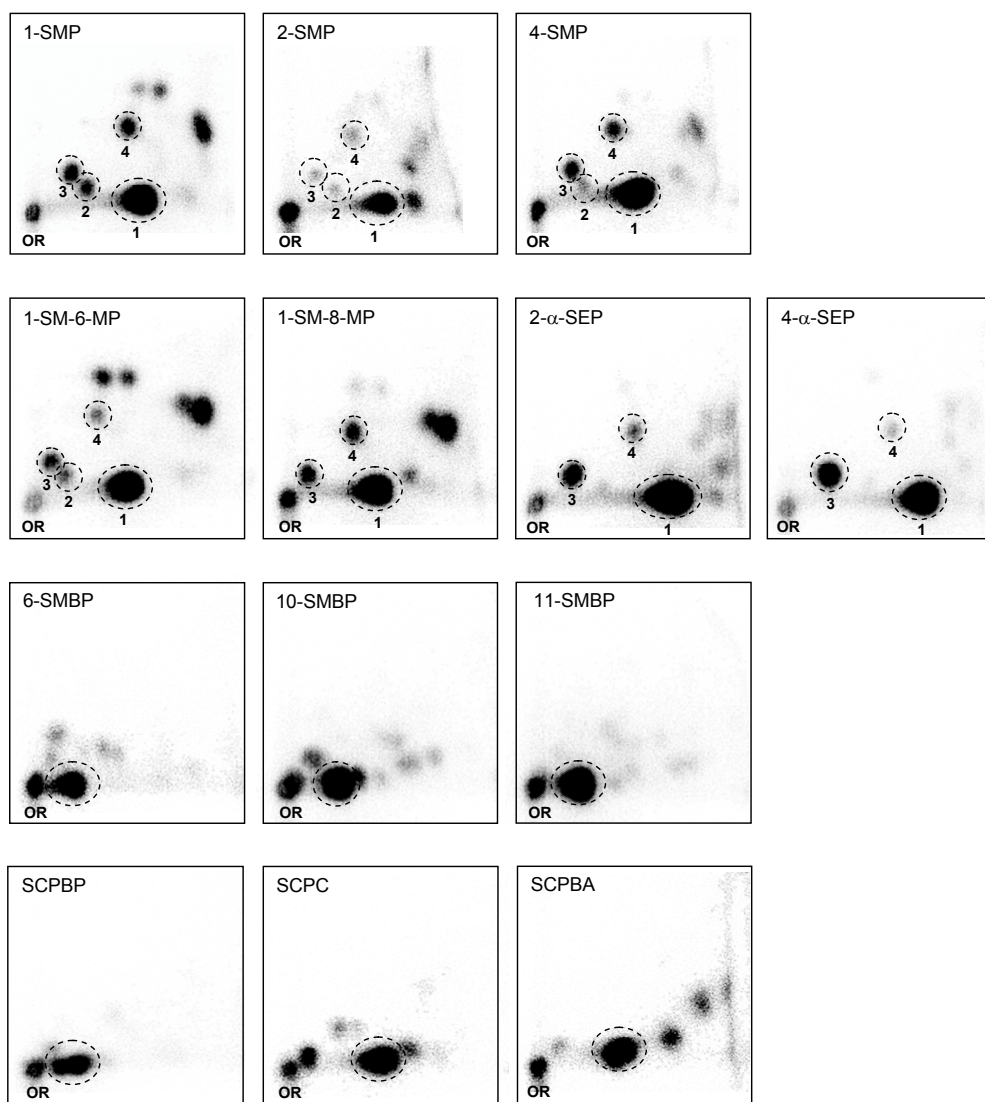 1-SMP 2-SMP 4-SMP
4 4 4
3 3 3
2 2 2
OR 1 OR 1 OR 1
1-SM-6-MP 1-SM-8-MP 2-α-SEP 4-α-SEP
4 4 4 4
3 2 3 3 3
1 1 1 1
OR OR OR OR
6-SMBP 10-SMBP 11-SMBP
OR OR OR
SCPBP SCPC SCPBA
OR OR OR